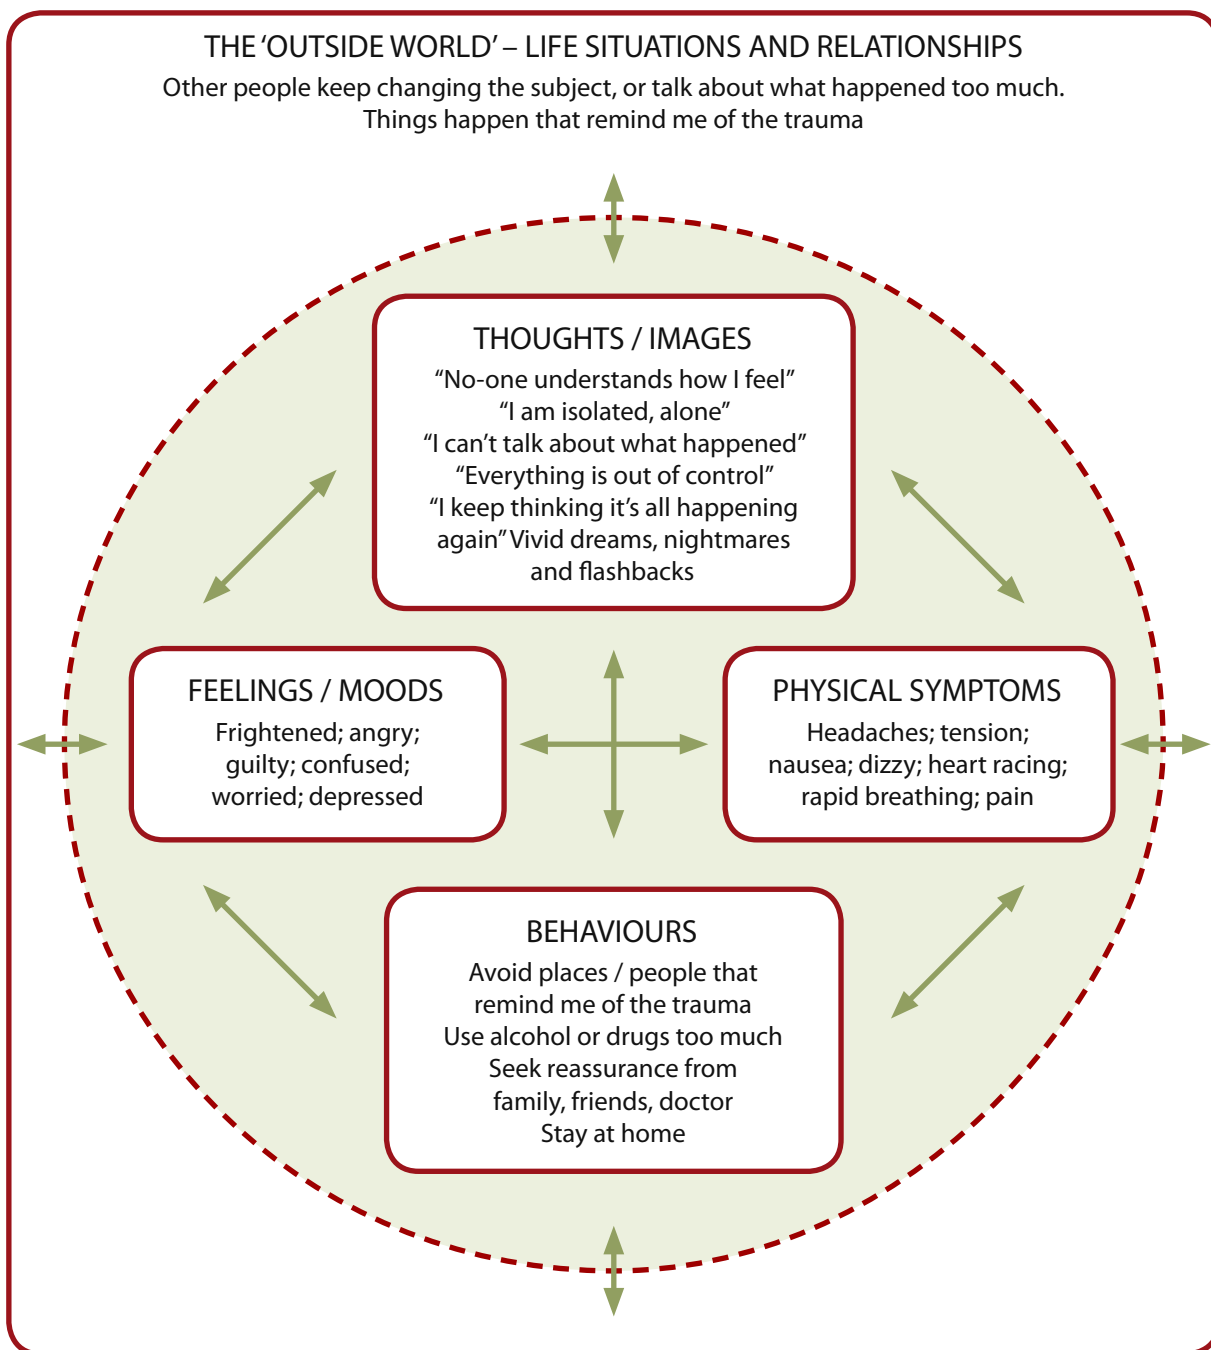 THE ‘OUTSIDE WORLD’ – LIFE SITUATIONS AND RELATIONSHIPS
Other people keep changing the subject, or talk about what happened too much.
Things happen that remind me of the trauma
THOUGHTS / IMAGES
“No-one understands how I feel”
“I am isolated, alone”
“I can’t talk about what happened”
“Everything is out of control”
“I keep thinking it’s all happening
again” Vivid dreams, nightmares
and flashbacks
FEELINGS / MOODS
Frightened; angry;
guilty; confused;
worried; depressed
PHYSICAL SYMPTOMS
Headaches; tension;
nausea; dizzy; heart racing;
rapid breathing; pain
BEHAVIOURS
Avoid places / people that
remind me of the trauma
Use alcohol or drugs too much
Seek reassurance from
family, friends, doctor
Stay at home